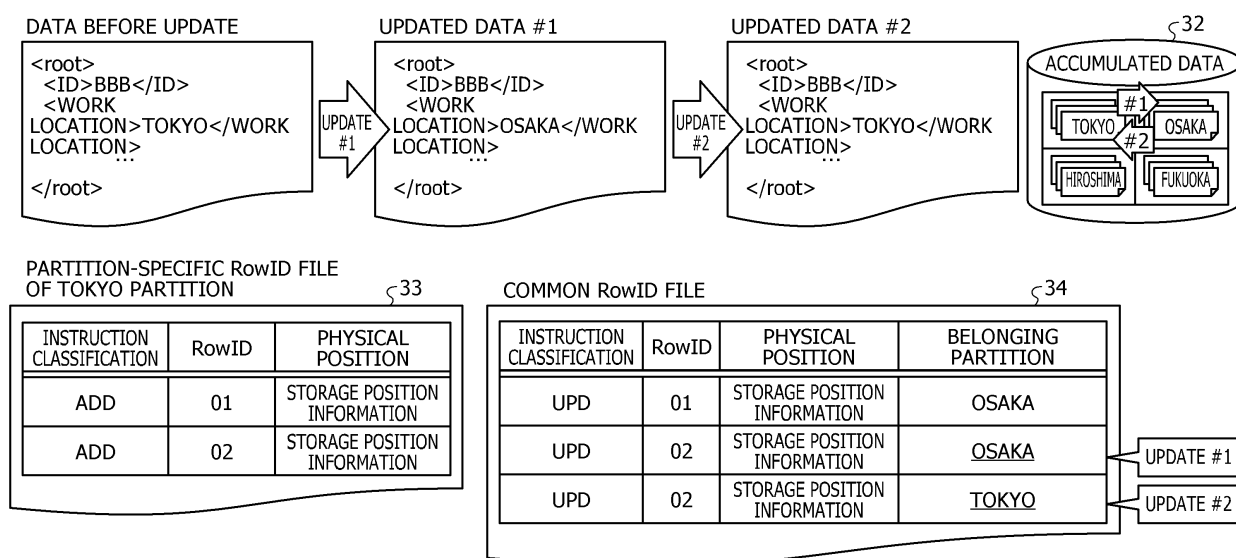 DATA BEFORE UPDATE
<root>
<ID>BBB</ID>
<WORK
LOCATION>TOKYO</WORK
LOCATION>
...
</root>
UPDATE
#1
UPDATED DATA #1
<root>
<ID>BBB</ID>
<WORK
LOCATION>OSAKA</WORK
LOCATION>
...
</root>
UPDATE
#2
UPDATED DATA #2
<root>
<ID>BBB</ID>
<WORK
LOCATION>TOKYO</WORK
LOCATION>
...
</root>
32
ACCUMULATED DATA
#1
TOKYO
OSAKA
#2
HIROSHIMA
FUKUOKA
PARTITION-SPECIFIC RowID FILE
OF TOKYO PARTITION
33
INSTRUCTION
CLASSIFICATION
RowID
PHYSICAL
POSITION
ADD
01
STORAGE POSITION
INFORMATION
ADD
02
STORAGE POSITION
INFORMATION
COMMON RowID FILE
34
INSTRUCTION
CLASSIFICATION
RowID
PHYSICAL
POSITION
BELONGING
PARTITION
UPD
01
STORAGE POSITION
INFORMATION
OSAKA
UPD
02
STORAGE POSITION
INFORMATION
OSAKA
UPDATE #1
UPD
02
STORAGE POSITION
INFORMATION
TOKYO
UPDATE #2